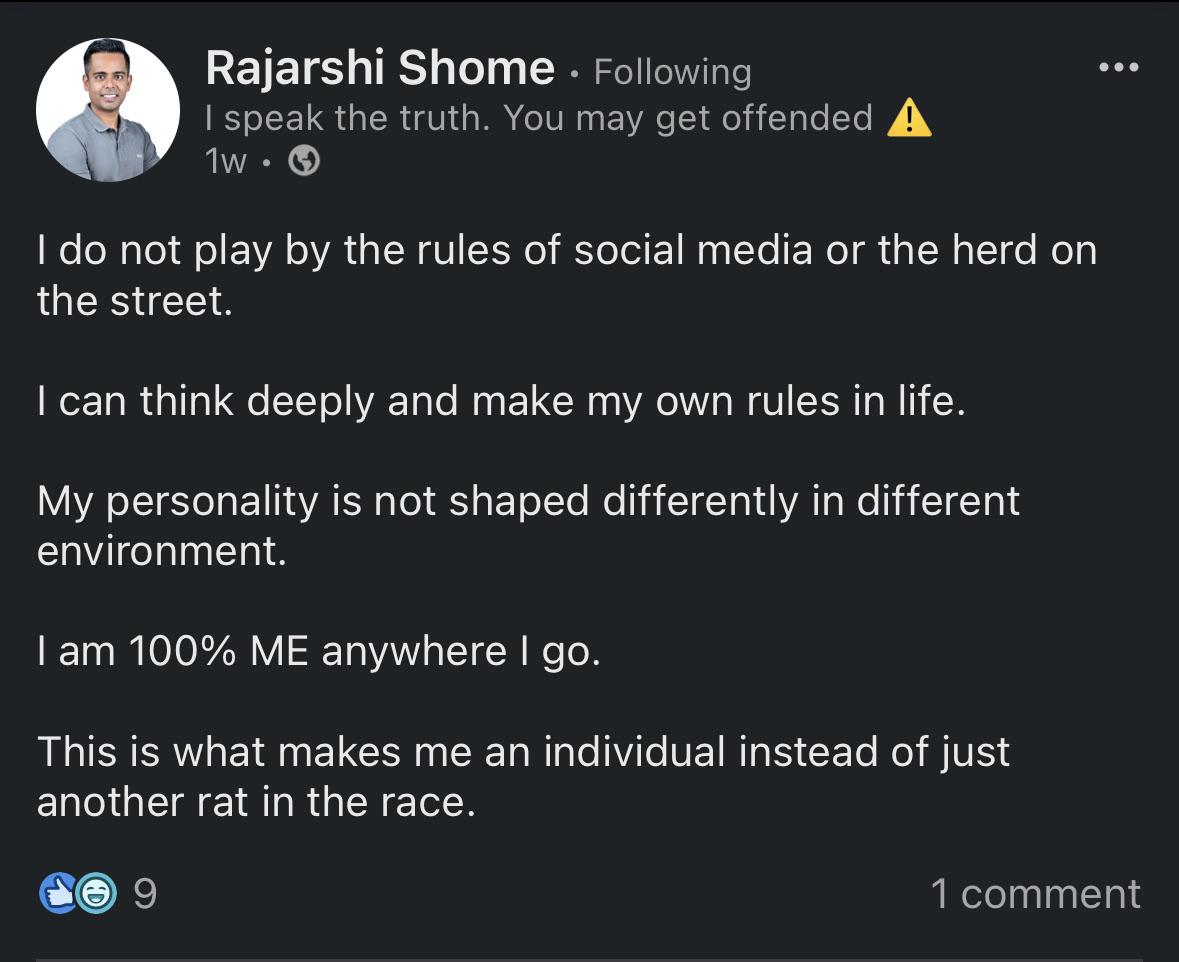 Rajarshi Shome • Following
I speak the truth. You may get offended ⚠️
1w •
I do not play by the rules of social media or the herd on
the street.
I can think deeply and make my own rules in life.
My personality is not shaped differently in different
environment.
I am 100% ME anywhere I go.
This is what makes me an individual instead of just
another rat in the race.
9 1 comment